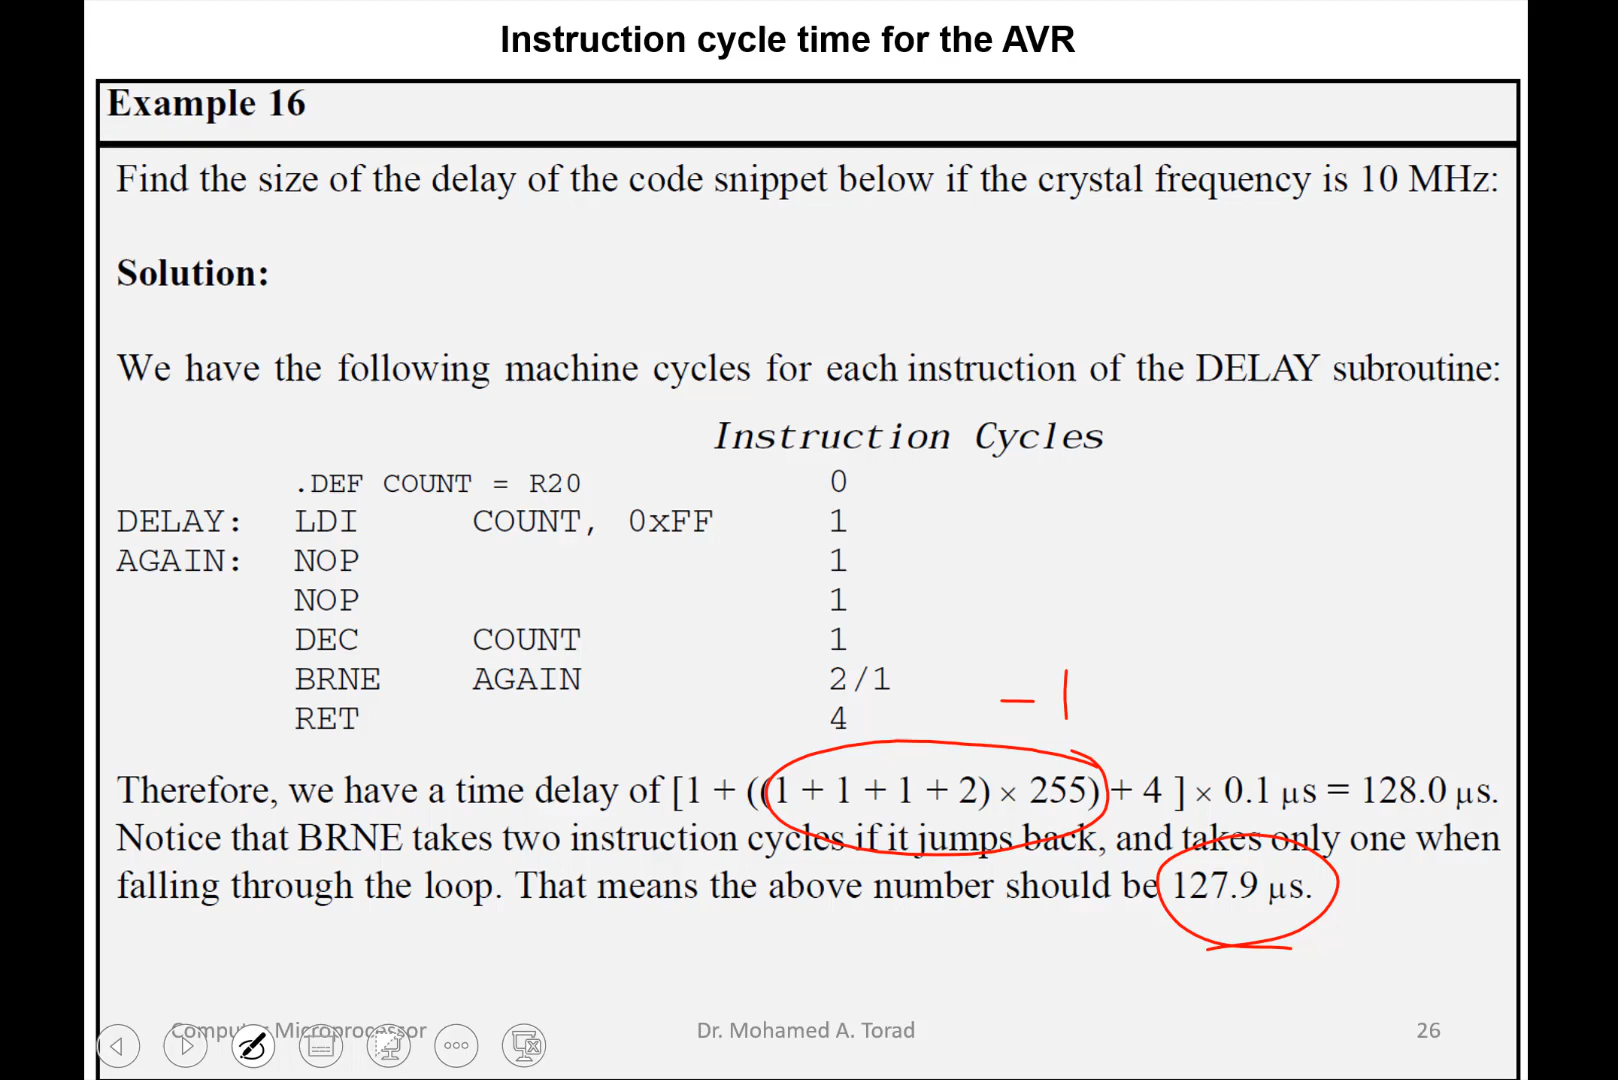 Instruction cycle time for the AVR
Example 16
Find the size of the delay of the code snippet below if the crystal frequency is 10 MHz:
Solution:
We have the following machine cycles for each instruction of the DELAY subroutine:
Instruction Cycles
.DEF COUNT = R20 0
DELAY: LDI COUNT, 0xFF 1
AGAIN: NOP 1
NOP 1
DEC COUNT 1
BRNE AGAIN 2/1
– 1
RET 4
Therefore, we have a time delay of [1 + ((1 + 1 + 1 + 2) × 255) + 4 ] × 0.1 μs = 128.0 μs.
Notice that BRNE takes two instruction cycles if it jumps back, and takes only one when
falling through the loop. That means the above number should be 127.9 μs.
Computer Microprocessor Dr. Mohamed A. Torad 26